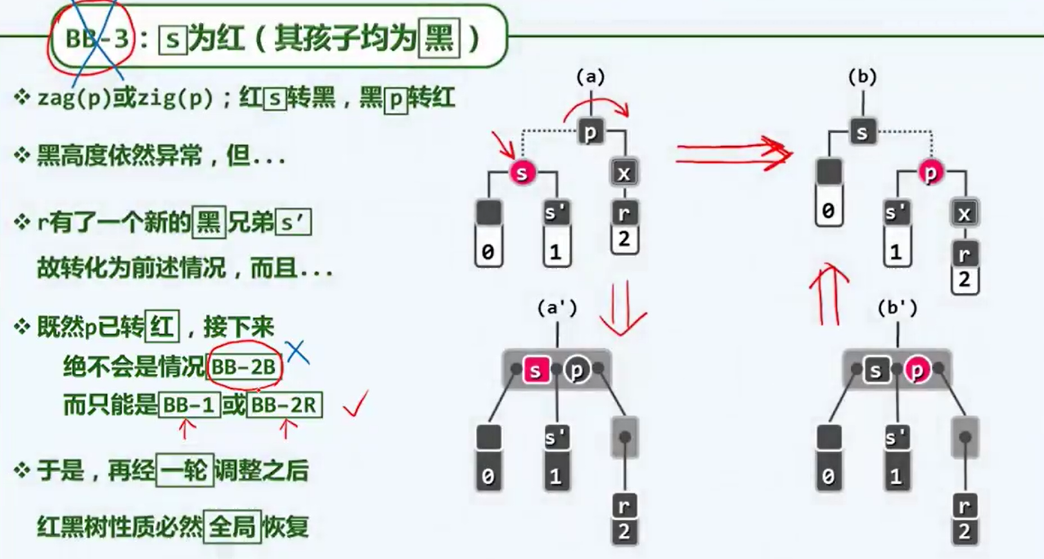 BB-3：s为红（其孩子均为黑）
❖ zag(p)或zig(p)；红s转黑，黑p转红
❖ 黑高度依然异常，但...
❖ r有了一个新的黑兄弟s'
故转化为前述情况，而且...
❖ 既然p已转红，接下来
绝不会是情况BB-2B
而只能是BB-1或BB-2R
❖ 于是，再经一轮调整之后
红黑树性质必然全局恢复
(a)
p
s
x
s'
r
0
1
2
(b)
s
p
0
s'
x
1
r
2
(a')
s p
s'
0
1
r
2
(b')
s p
s'
0
1
r
2